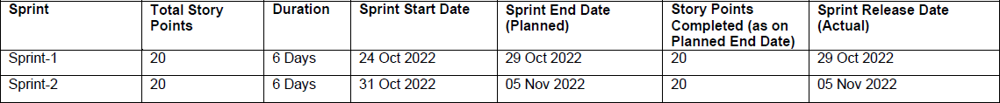 Sprint Total Story Points Duration Sprint Start Date Sprint End Date (Planned) Story Points Completed (as on Planned End Date) Sprint Release Date (Actual)
Sprint-1 20 6 Days 24 Oct 2022 29 Oct 2022 20 29 Oct 2022
Sprint-2 20 6 Days 31 Oct 2022 05 Nov 2022 20 05 Nov 2022